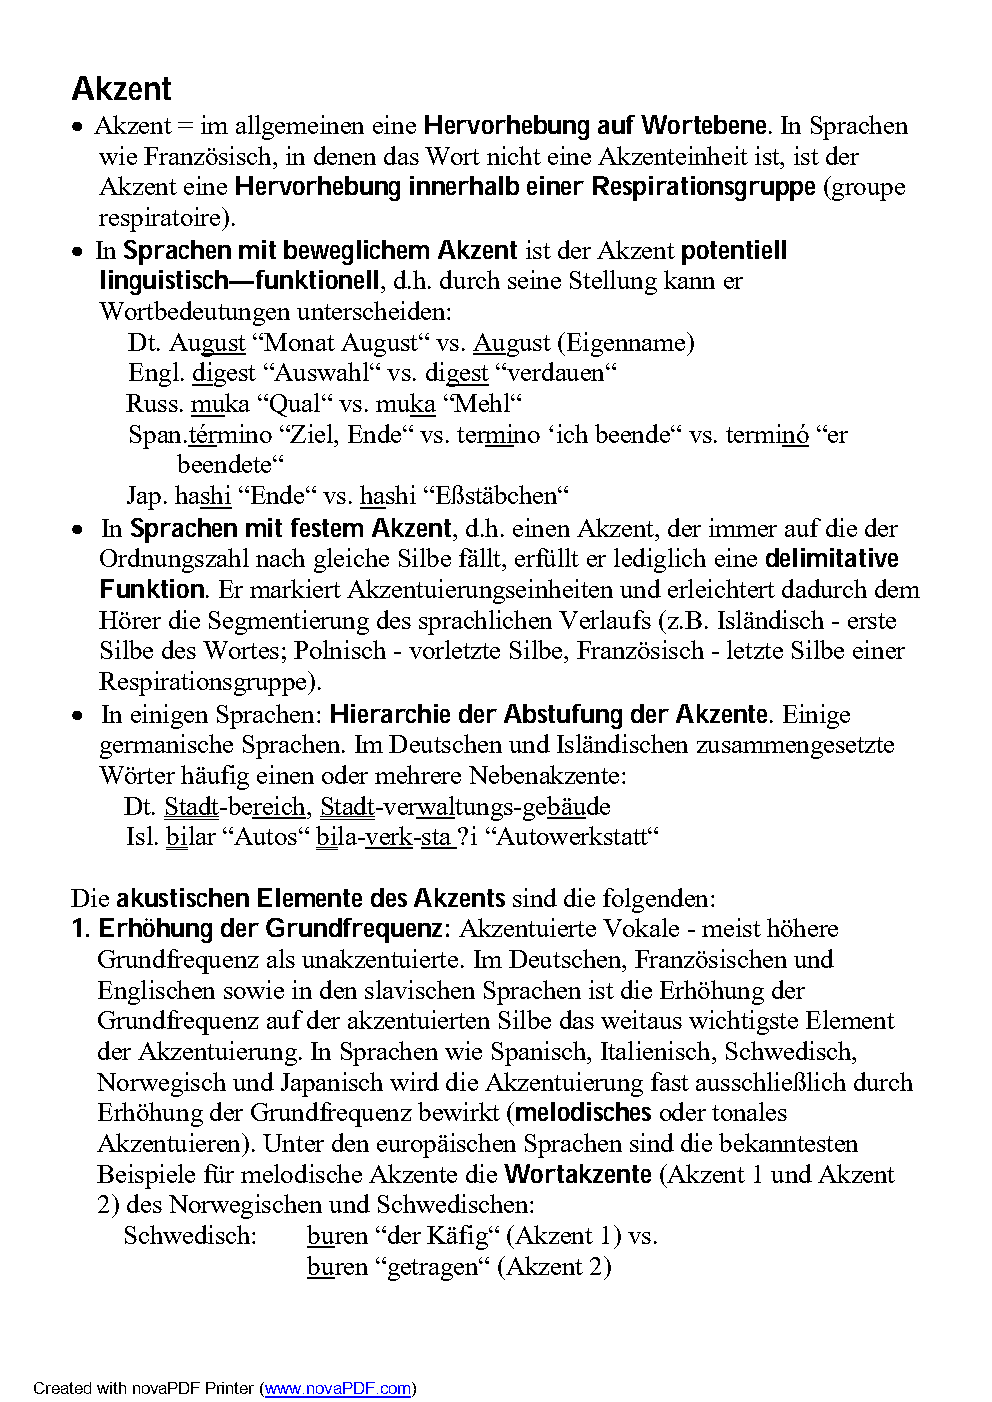 Akzent
• Akzent = im allgemeinen eine Hervorhebung auf Wortebene. In Sprachen
wie Französisch, in denen das Wort nicht eine Akzenteinheit ist, ist der
Akzent eine Hervorhebung innerhalb einer Respirationsgruppe (groupe
respiratoire).
• In Sprachen mit beweglichem Akzent ist der Akzent potentiell
linguistisch—funktionell, d.h. durch seine Stellung kann er
Wortbedeutungen unterscheiden:
Dt. August “Monat August“ vs. August (Eigenname)
Engl. digest “Auswahl“ vs. digest “verdauen“
Russ. muka “Qual“ vs. muka “Mehl“
Span.término “Ziel, Ende“ vs. termino ‘ich beende“ vs. terminó “er
beendete“
Jap. hashi “Ende“ vs. hashi “Eßstäbchen“
• In Sprachen mit festem Akzent, d.h. einen Akzent, der immer auf die der
Ordnungszahl nach gleiche Silbe fällt, erfüllt er lediglich eine delimitative
Funktion. Er markiert Akzentuierungseinheiten und erleichtert dadurch dem
Hörer die Segmentierung des sprachlichen Verlaufs (z.B. Isländisch - erste
Silbe des Wortes; Polnisch - vorletzte Silbe, Französisch - letzte Silbe einer
Respirationsgruppe).
• In einigen Sprachen: Hierarchie der Abstufung der Akzente. Einige
germanische Sprachen. Im Deutschen und Isländischen zusammengesetzte
Wörter häufig einen oder mehrere Nebenakzente:
Dt. Stadt-bereich, Stadt-verwaltungs-gebäude
Isl. bilar “Autos“ bila-verk-sta ?i “Autowerkstatt“
Die akustischen Elemente des Akzents sind die folgenden:
1. Erhöhung der Grundfrequenz: Akzentuierte Vokale - meist höhere
Grundfrequenz als unakzentuierte. Im Deutschen, Französischen und
Englischen sowie in den slavischen Sprachen ist die Erhöhung der
Grundfrequenz auf der akzentuierten Silbe das weitaus wichtigste Element
der Akzentuierung. In Sprachen wie Spanisch, Italienisch, Schwedisch,
Norwegisch und Japanisch wird die Akzentuierung fast ausschließlich durch
Erhöhung der Grundfrequenz bewirkt (melodisches oder tonales
Akzentuieren). Unter den europäischen Sprachen sind die bekanntesten
Beispiele für melodische Akzente die Wortakzente (Akzent 1 und Akzent
2) des Norwegischen und Schwedischen:
Schwedisch: buren “der Käfig“ (Akzent 1) vs.
buren “getragen“ (Akzent 2)
Created with novaPDF Printer (www.novaPDF.com)